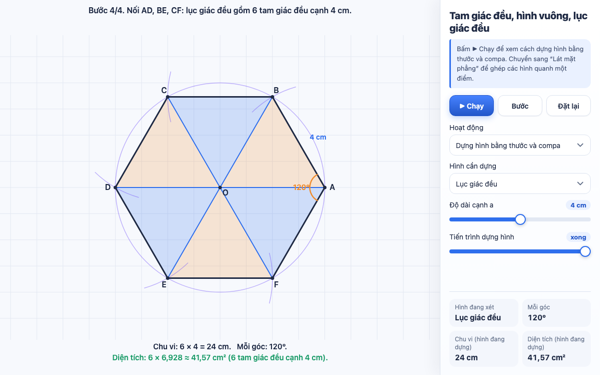 Bước 4/4. Nối AD, BE, CF: lục giác đều gồm 6 tam giác đều cạnh 4 cm.
C
B
4 cm
D
O
120°
A
E
F
Chu vi: 6 × 4 = 24 cm. Mỗi góc: 120°.
Diện tích: 6 × 6,928 ≈ 41,57 cm² (6 tam giác đều cạnh 4 cm).
Tam giác đều, hình vuông, lục
giác đều
Bấm ▶ Chạy để xem cách dựng hình bằng
thước và compa. Chuyển sang "Lát mặt
phẳng" để ghép các hình quanh một
điểm.
▶ Chạy
Bước
Đặt lại
Hoạt động
Dựng hình bằng thước và compa
Hình cần dựng
Lục giác đều
Độ dài cạnh a
4 cm
Tiến trình dựng hình
xong
Hình đang xét
Lục giác đều
Mỗi góc
120°
Chu vi (hình đang
dựng)
24 cm
Diện tích (hình đang
dựng)
41,57 cm²